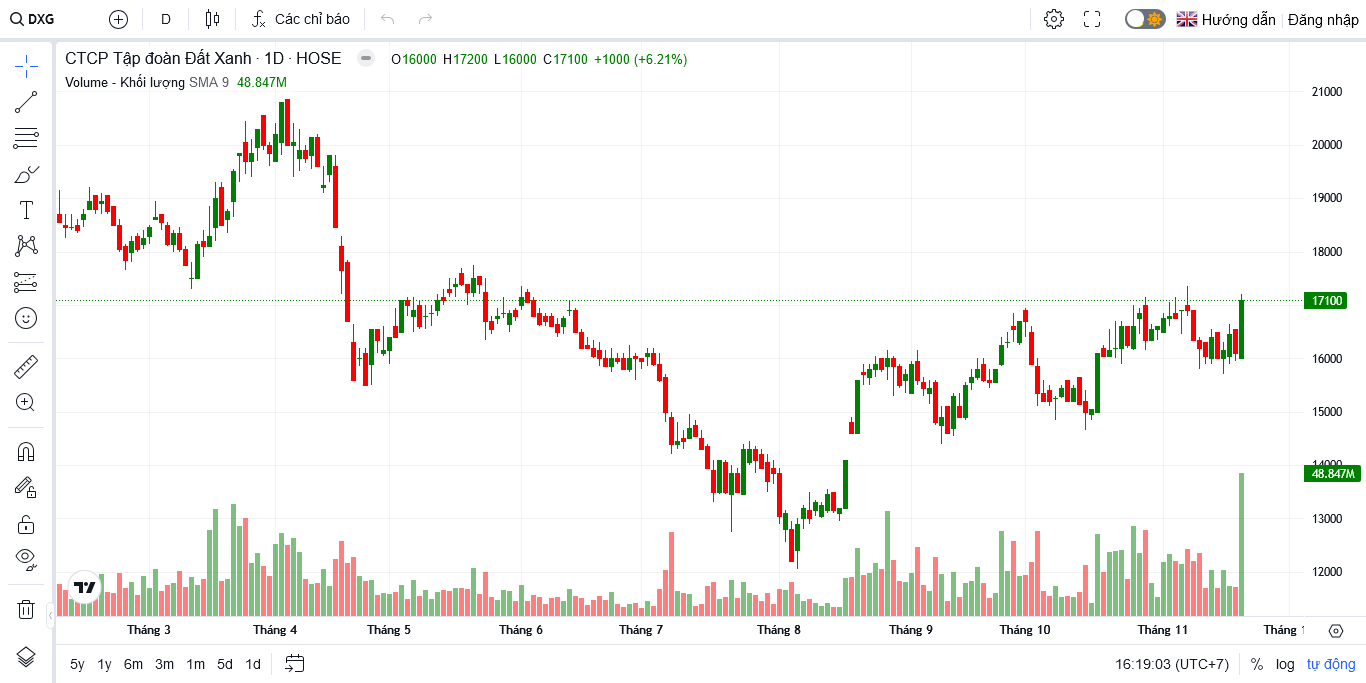 DXG D Các chỉ báo Hướng dẫn Đăng nhập
CTCP Tập đoàn Đất Xanh · 1D · HOSE O16000 H17200 L16000 C17100 +1000 (+6.21%)
Volume - Khối lượng SMA 9 48.847M
21000
20000
19000
18000
17100
16000
15000
14000
48.847M
13000
12000
Tháng 3 Tháng 4 Tháng 5 Tháng 6 Tháng 7 Tháng 8 Tháng 9 Tháng 10 Tháng 11 Tháng 1
5y 1y 6m 3m 1m 5d 1d 16:19:03 (UTC+7) % log tự động